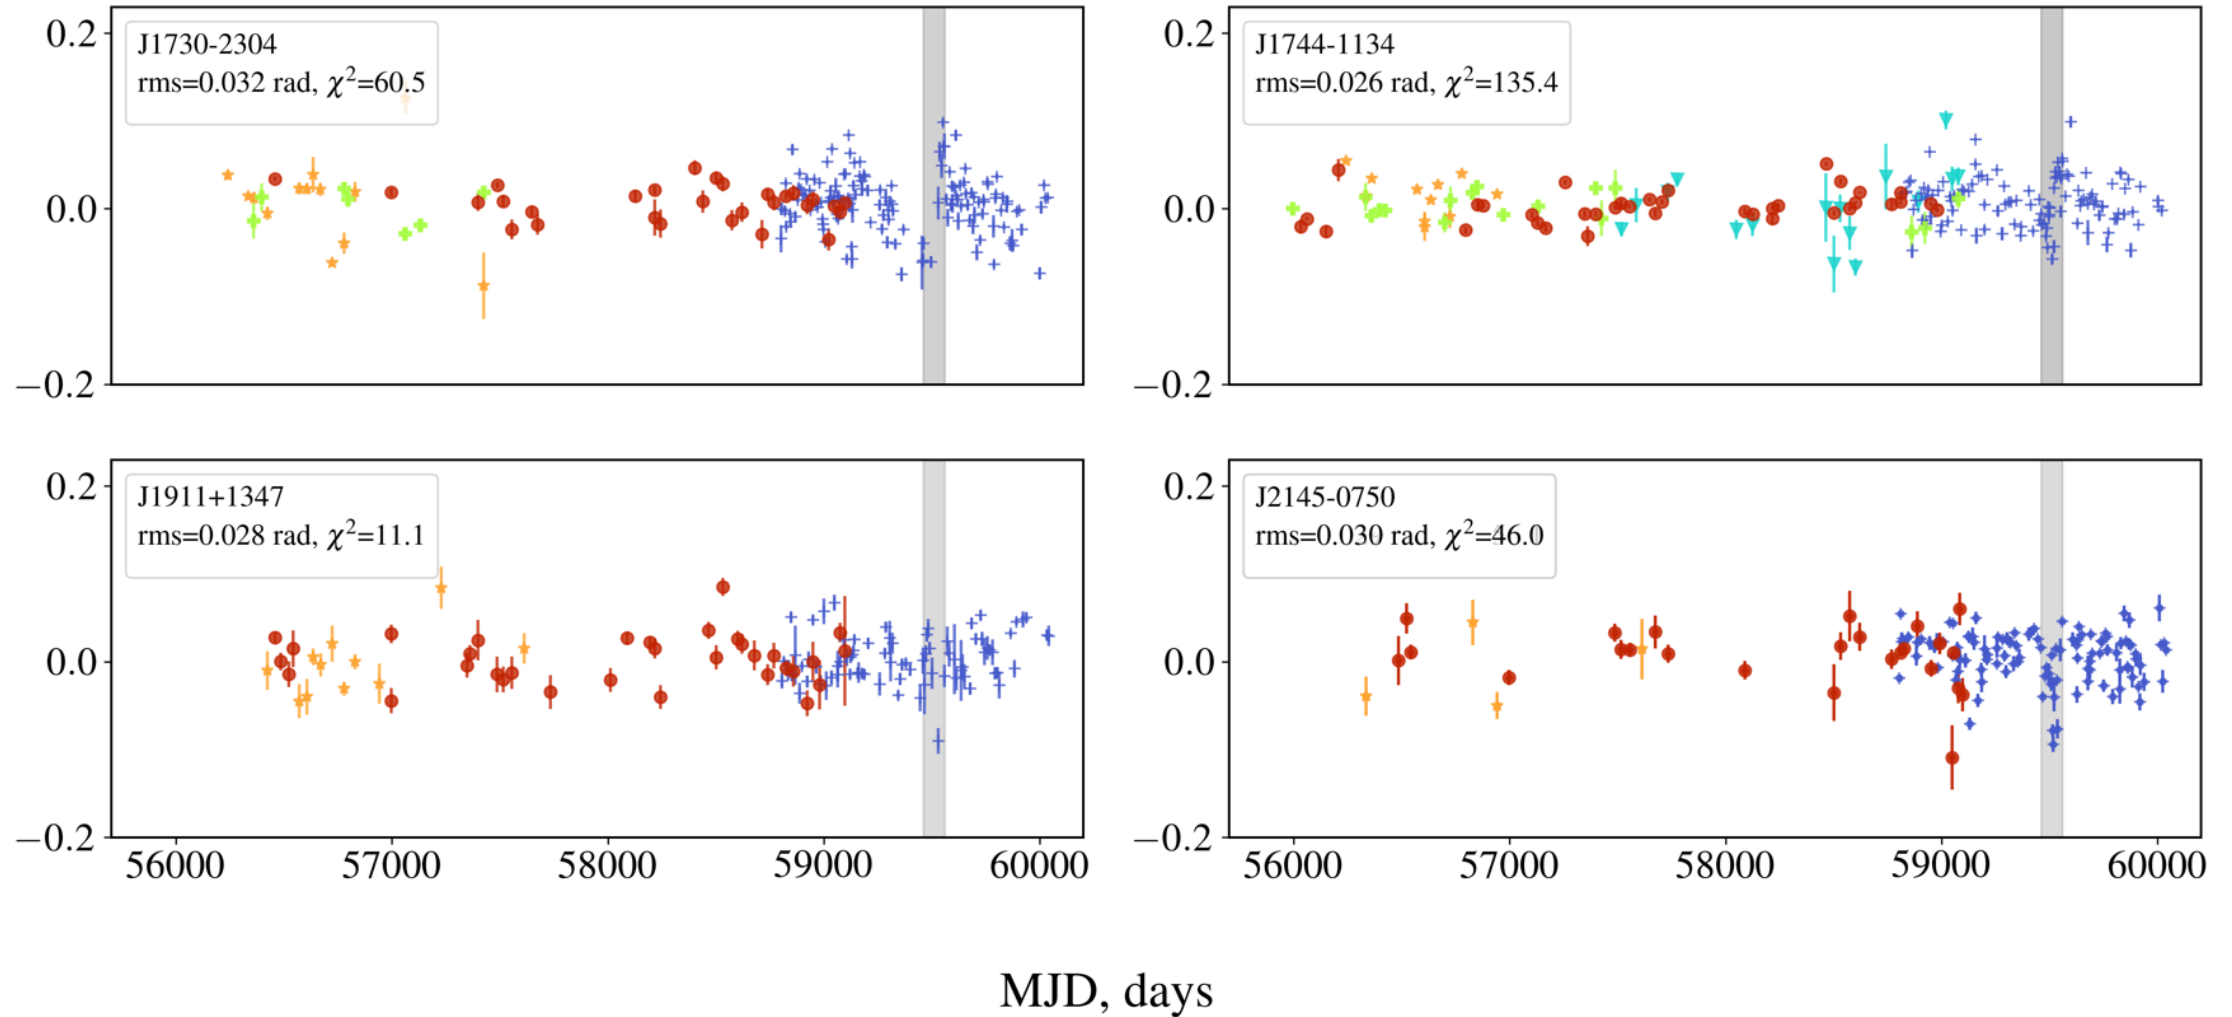 0.2
0.0
−0.2
J1730-2304
rms=0.032 rad, χ²=60.5
0.2
0.0
−0.2
J1744-1134
rms=0.026 rad, χ²=135.4
0.2
0.0
−0.2
J1911+1347
rms=0.028 rad, χ²=11.1
56000 57000 58000 59000 60000
0.2
0.0
−0.2
J2145-0750
rms=0.030 rad, χ²=46.0
56000 57000 58000 59000 60000
MJD, days